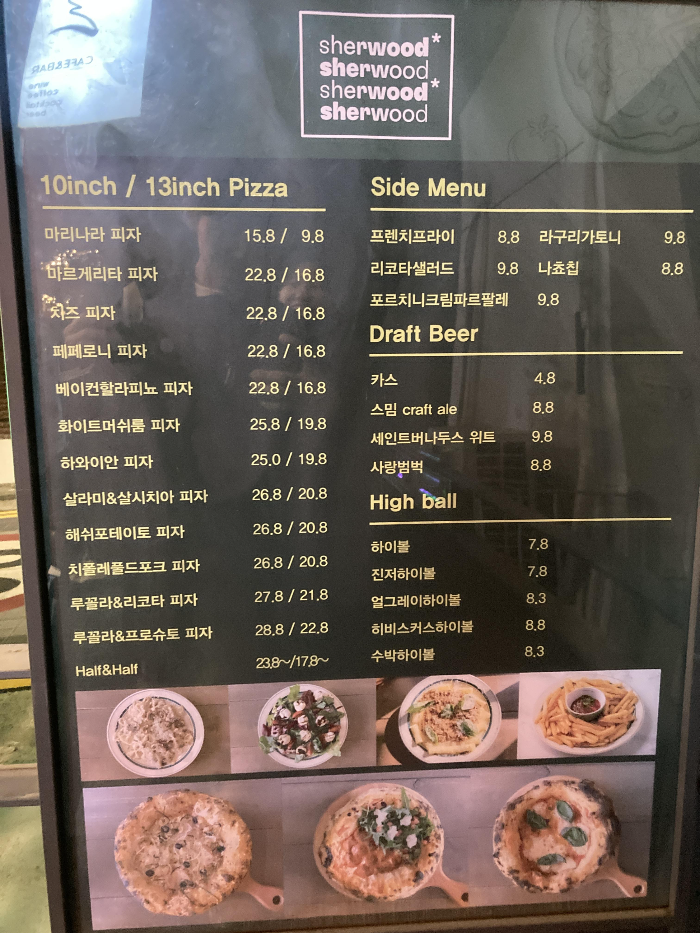 CAFE&BAR
wine
coffee
cocktail
beer
sherwood*
sherwood
sherwood*
sherwood
10inch / 13inch Pizza
마리나라 피자 15.8 / 9.8
마르게리타 피자 22.8 / 16.8
치즈 피자 22.8 / 16.8
페페로니 피자 22.8 / 16.8
베이컨할라피뇨 피자 22.8 / 16.8
화이트머쉬룸 피자 25.8 / 19.8
하와이안 피자 25.0 / 19.8
살라미&살시치아 피자 26.8 / 20.8
해쉬포테이토 피자 26.8 / 20.8
치폴레풀드포크 피자 26.8 / 20.8
루꼴라&리코타 피자 27.8 / 21.8
루꼴라&프로슈토 피자 28.8 / 22.8
Half&Half 23.8~/17.8~
Side Menu
프렌치프라이 8.8 라구리가토니 9.8
리코타샐러드 9.8 나쵸칩 8.8
포르치니크림파르팔레 9.8
Draft Beer
카스 4.8
스밈 craft ale 8.8
세인트버나두스 위트 9.8
사랑범벅 8.8
High ball
하이볼 7.8
진저하이볼 7.8
얼그레이하이볼 8.3
히비스커스하이볼 8.8
수박하이볼 8.3